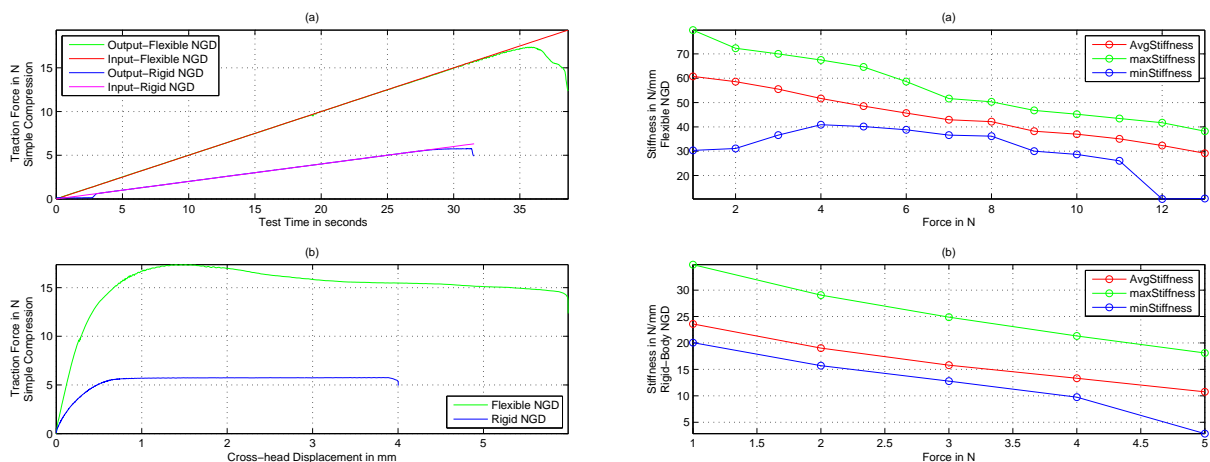 (a)
Traction Force in N
Simple Compression
15
10
5
0
Output−Flexible NGD
Input−Flexible NGD
Output−Rigid NGD
Input−Rigid NGD
0 5 10 15 20 25 30 35
Test Time in seconds
(b)
Traction Force in N
Simple Compression
15
10
5
0
Flexible NGD
Rigid NGD
0 1 2 3 4 5
Cross−head Displacement in mm
(a)
Stiffness in N/mm
Flexible NGD
70
60
50
40
30
20
AvgStiffness
maxStiffness
minStiffness
2 4 6 8 10 12
Force in N
(b)
Stiffness in N/mm
Rigid−Body NGD
30
25
20
15
10
5
AvgStiffness
maxStiffness
minStiffness
1 1.5 2 2.5 3 3.5 4 4.5 5
Force in N